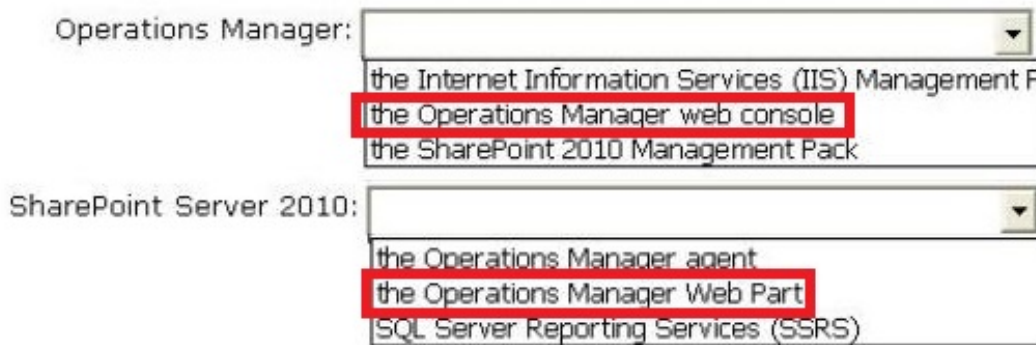 Operations Manager:
the Internet Information Services (IIS) Management
the Operations Manager web console
the SharePoint 2010 Management Pack
SharePoint Server 2010:
the Operations Manager agent
the Operations Manager Web Part
SQL Server Reporting Services (SSRS)